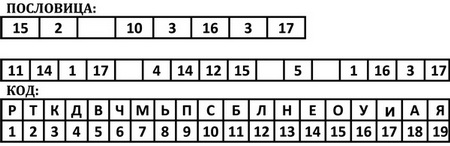 ПОСЛОВИЦА:
15 2 10 3 16 3 17
11 14 1 17 4 14 12 15 5 1 16 3 17
КОД:
Р Т К Д В Ч М Ь П С Б Л Н Е О У и А Я
1 2 3 4 5 6 7 8 9 10 11 12 13 14 15 16 17 18 19